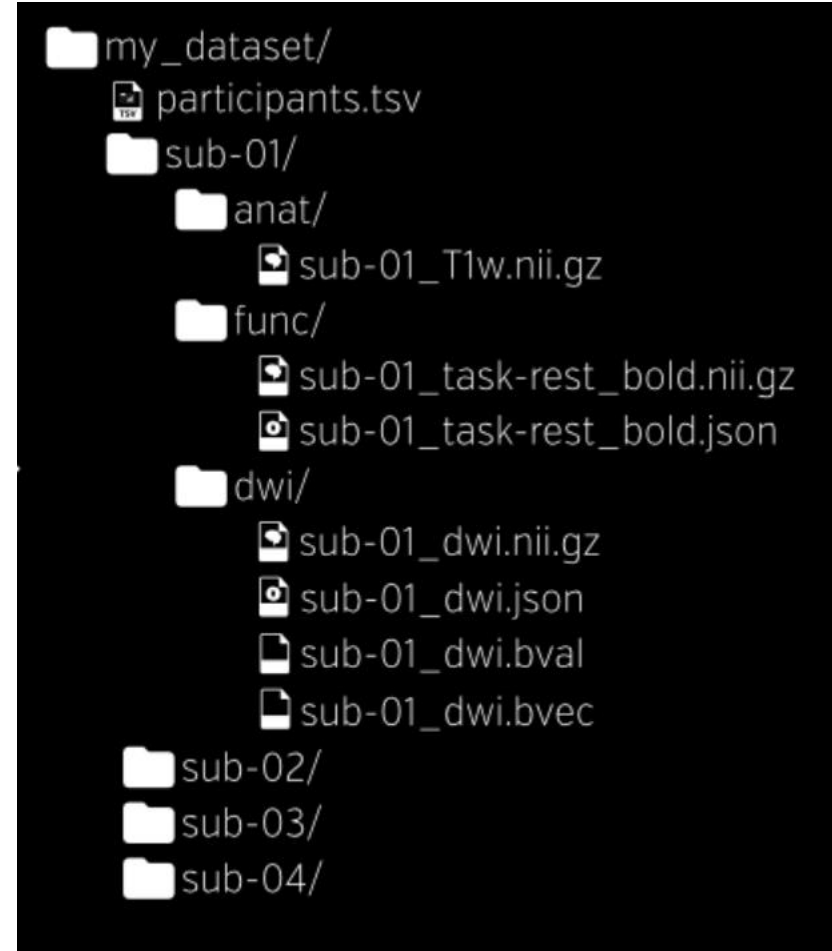 my_dataset/
participants.tsv
sub-01/
anat/
sub-01_T1w.nii.gz
func/
sub-01_task-rest_bold.nii.gz
sub-01_task-rest_bold.json
dwi/
sub-01_dwi.nii.gz
sub-01_dwi.json
sub-01_dwi.bval
sub-01_dwi.bvec
sub-02/
sub-03/
sub-04/